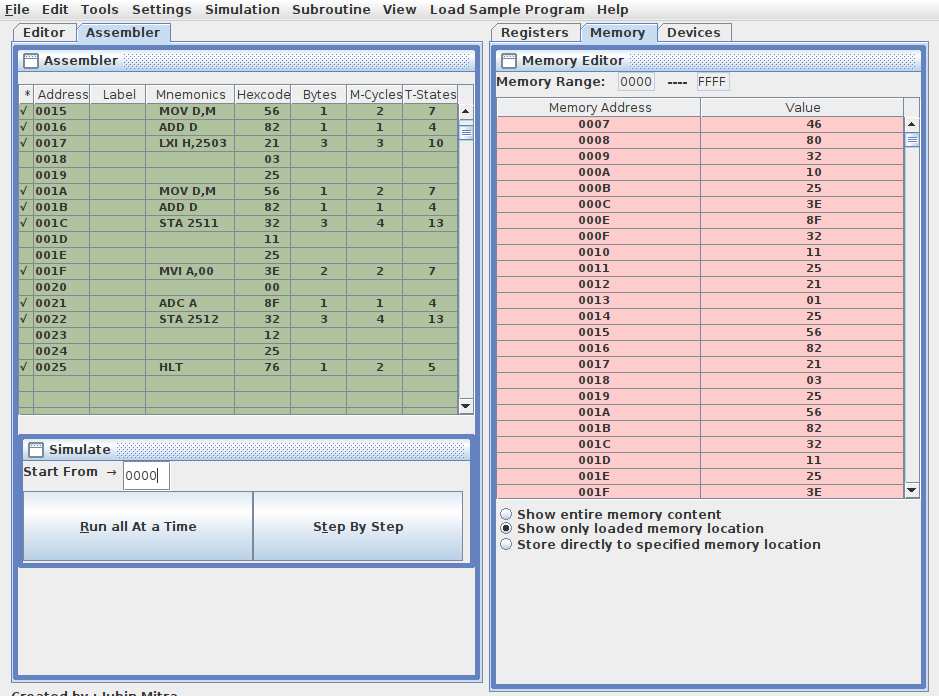 File Edit Tools Settings Simulation Subroutine View Load Sample Program Help
Editor Assembler
Assembler
* Address Label Mnemonics Hexcode Bytes M-Cycles T-States
√ 0015 MOV D,M 56 1 2 7
√ 0016 ADD D 82 1 1 4
√ 0017 LXI H,2503 21 3 3 10
0018 03
0019 25
√ 001A MOV D,M 56 1 2 7
√ 001B ADD D 82 1 1 4
√ 001C STA 2511 32 3 4 13
001D 11
001E 25
√ 001F MVI A,00 3E 2 2 7
0020 00
√ 0021 ADC A 8F 1 1 4
√ 0022 STA 2512 32 3 4 13
0023 12
0024 25
√ 0025 HLT 76 1 2 5
Simulate
Start From → 0000
Run all At a Time Step By Step
Registers Memory Devices
Memory Editor
Memory Range: 0000 ---- FFFF
Memory Address Value
0007 46
0008 80
0009 32
000A 10
000B 25
000C 3E
000E 8F
000F 32
0010 11
0011 25
0012 21
0013 01
0014 25
0015 56
0016 82
0017 21
0018 03
0019 25
001A 56
001B 82
001C 32
001D 11
001E 25
001F 3E
Show entire memory content
Show only loaded memory location
Store directly to specified memory location
Created by : Jubin Mitra